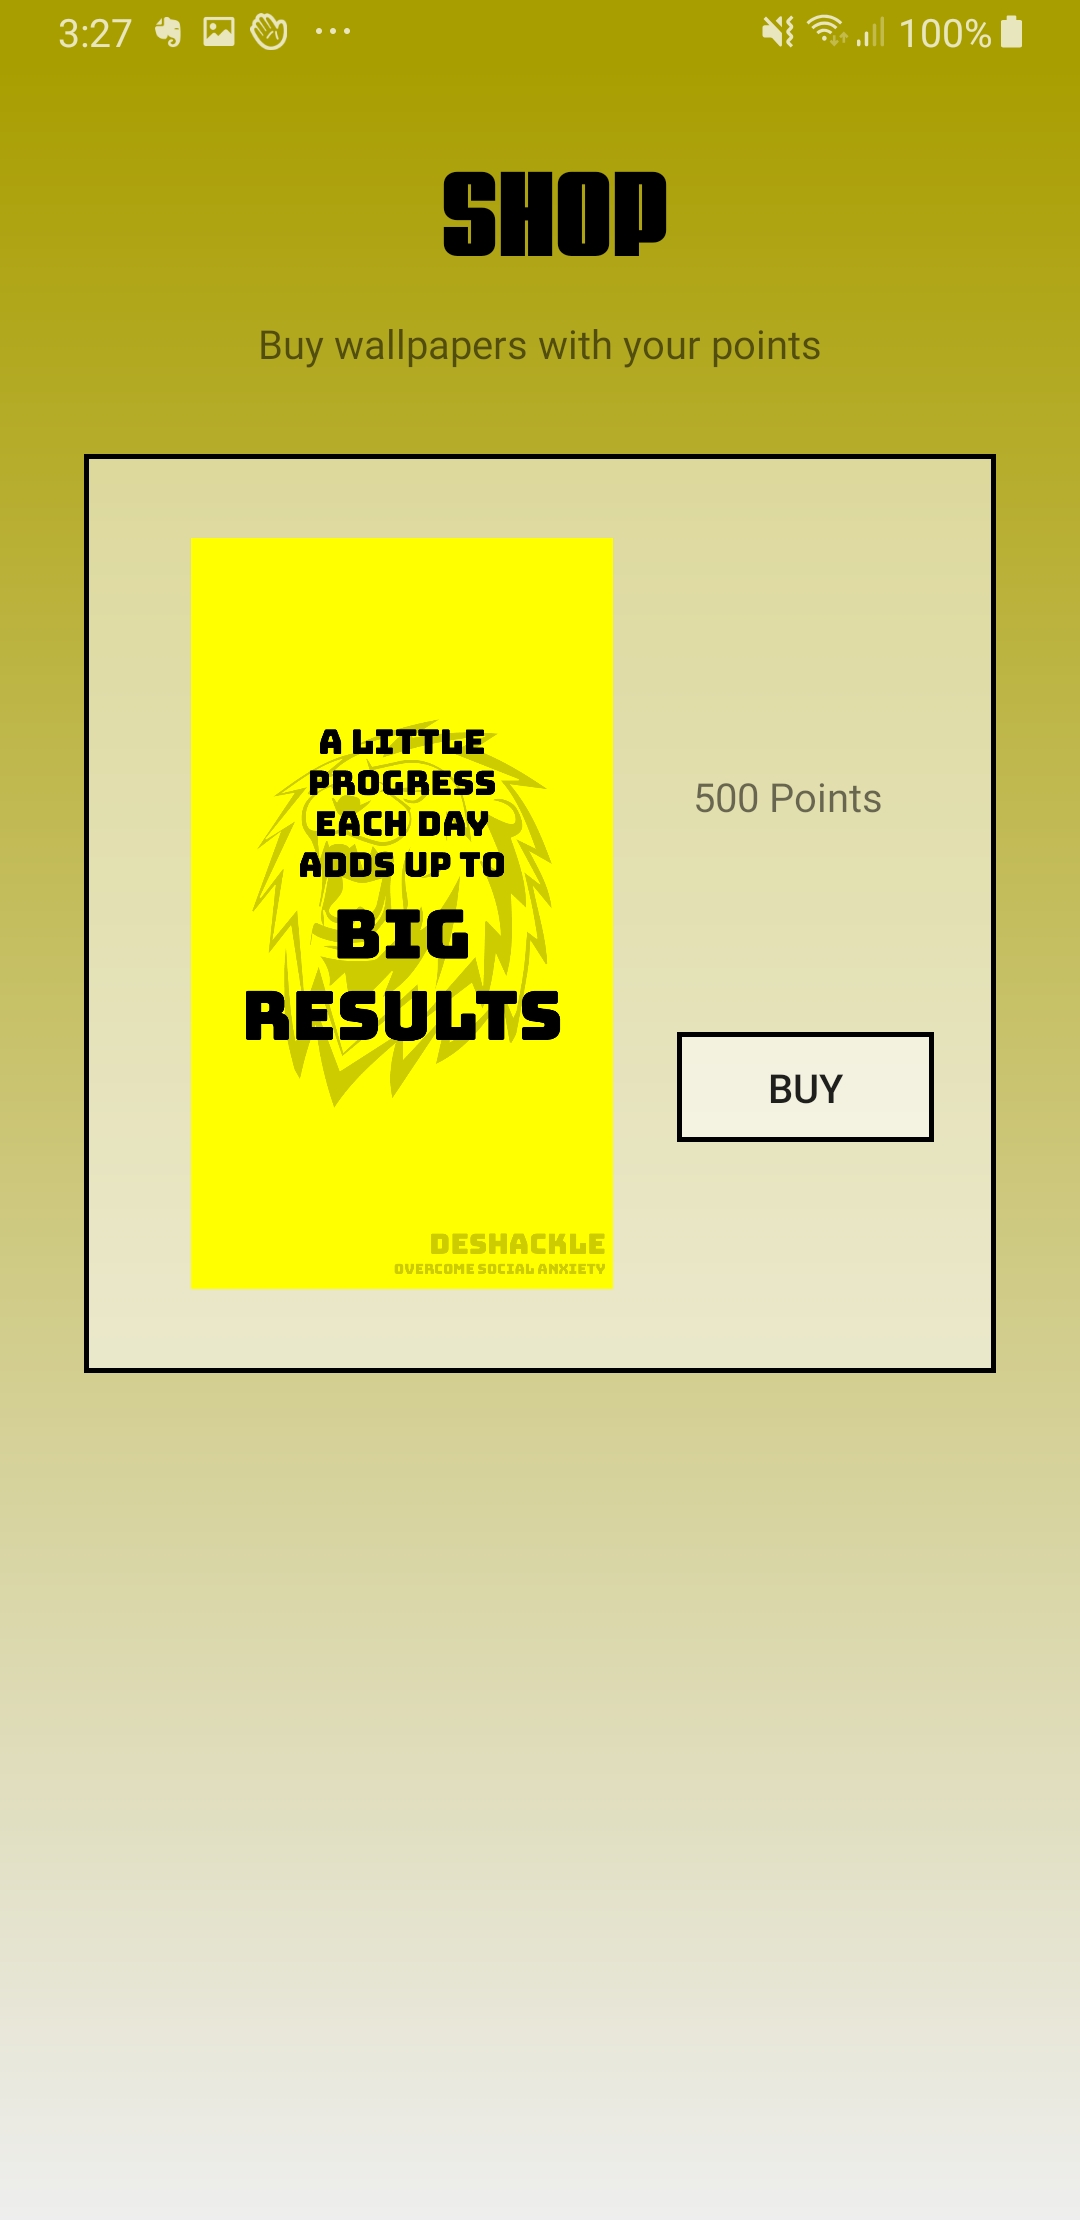 3:27
100%
SHOP
Buy wallpapers with your points
A LITTLE
PROGRESS
EACH DAY
ADDS UP TO
BIG
RESULTS
DESHACKLE
OVERCOME SOCIAL ANXIETY
500 Points
BUY